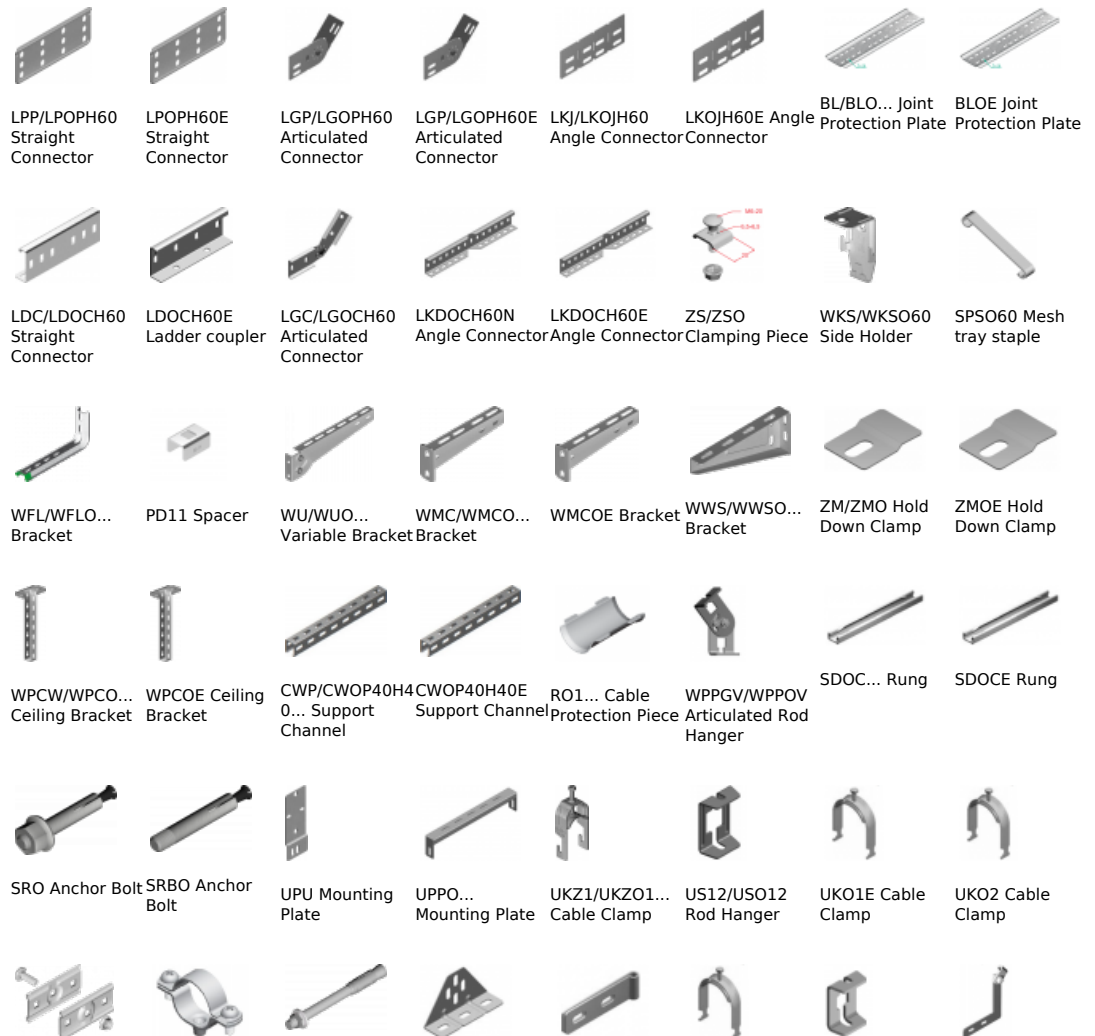 LPP/LPOPH60
Straight
Connector
LPOPH60E
Straight
Connector
LGP/LGOPH60
Articulated
Connector
LGP/LGOPH60E
Articulated
Connector
LKJ/LKOJH60
Angle Connector
LKOJH60E Angle
Connector
BL/BLO... Joint
Protection Plate
BLOE Joint
Protection Plate
LDC/LDOCH60
Straight
Connector
LDOCH60E
Ladder coupler
LGC/LGOCH60
Articulated
Connector
LKDOCH60N
Angle Connector
LKDOCH60E
Angle Connector
ZS/ZSO
Clamping Piece
WKS/WKSO60
Side Holder
SPSO60 Mesh
tray staple
WFL/WFLO...
Bracket
PD11 Spacer
WU/WUO...
Variable Bracket
WMC/WMCO...
Bracket
WMCOE Bracket
WWS/WWSO...
Bracket
ZM/ZMO Hold
Down Clamp
ZMOE Hold
Down Clamp
WPCW/WPCO...
Ceiling Bracket
WPCOE Ceiling
Bracket
CWP/CWOP40H4
0... Support
Channel
CWOP40H40E
Support Channel
RO1... Cable
Protection Piece
WPPGV/WPPOV
Articulated Rod
Hanger
SDOC... Rung
SDOCE Rung
SRO Anchor Bolt
SRBO Anchor
Bolt
UPU Mounting
Plate
UPPO...
Mounting Plate
UKZ1/UKZO1...
Cable Clamp
US12/USO12
Rod Hanger
UKO1E Cable
Clamp
UKO2 Cable
Clamp